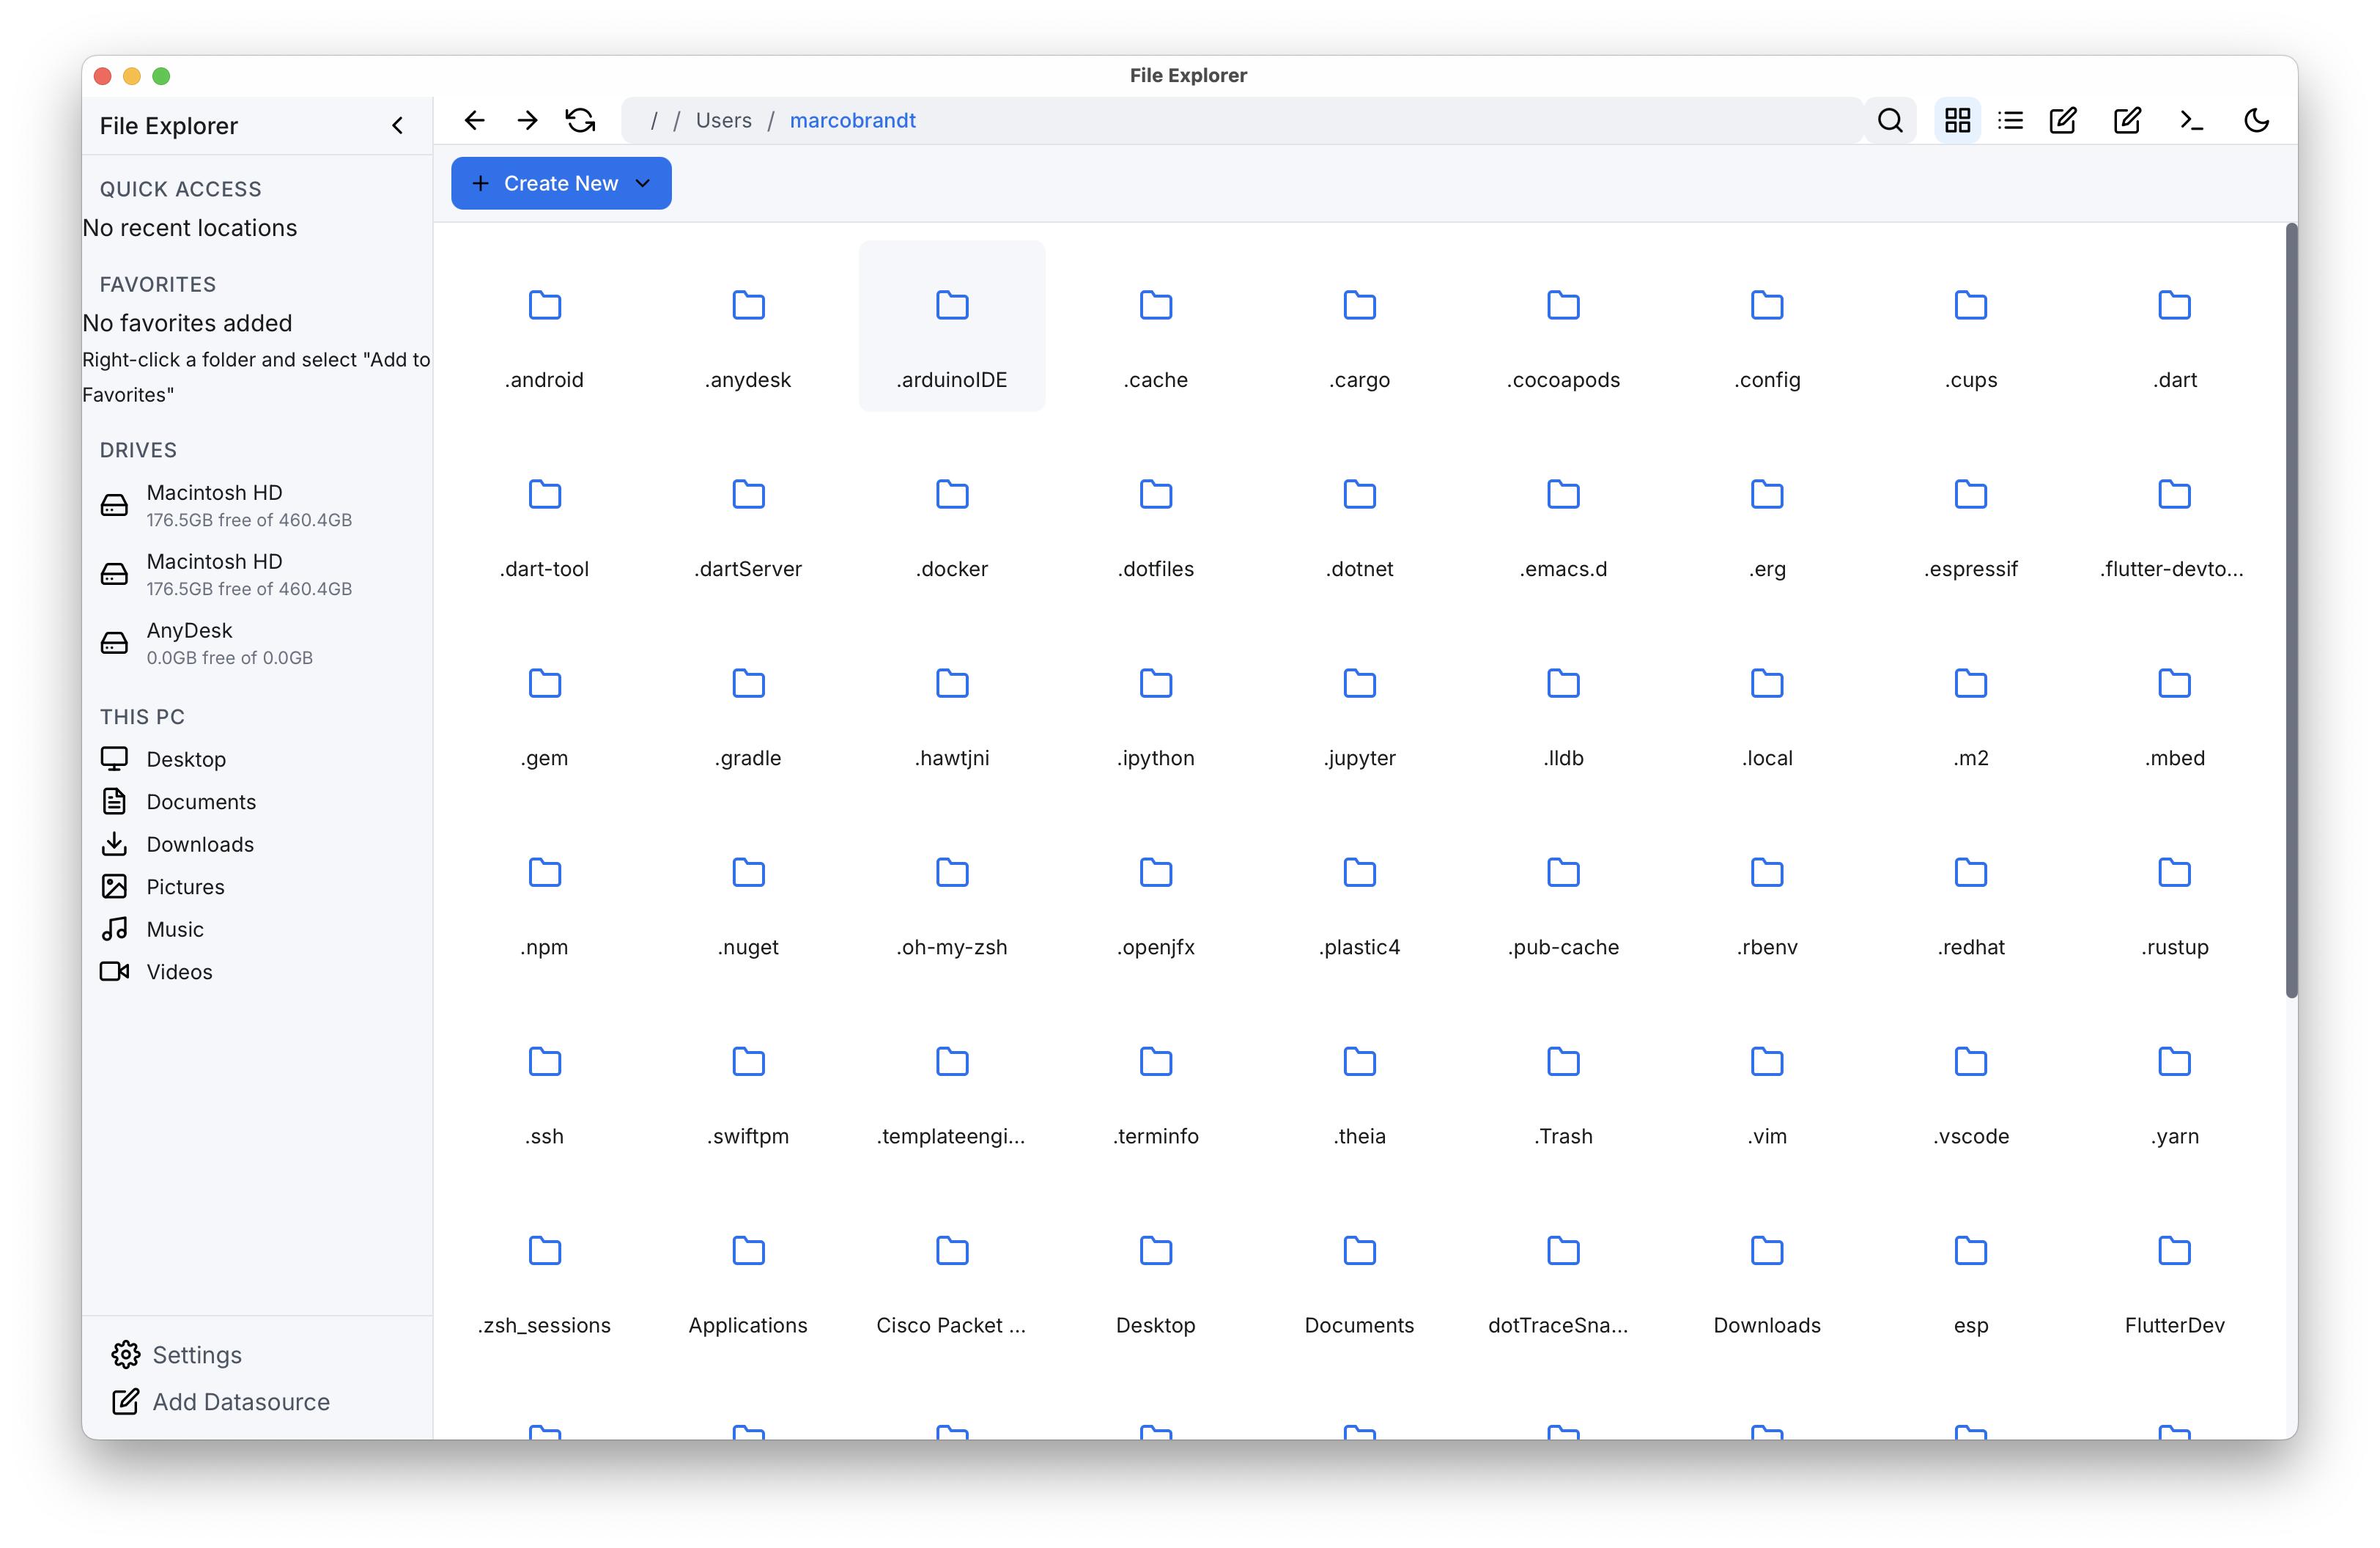 File Explorer
File Explorer
/ / Users / marcobrandt
Create New
QUICK ACCESS
No recent locations
FAVORITES
No favorites added
Right-click a folder and select "Add to
Favorites"
DRIVES
Macintosh HD
176.5GB free of 460.4GB
Macintosh HD
176.5GB free of 460.4GB
AnyDesk
0.0GB free of 0.0GB
THIS PC
Desktop
Documents
Downloads
Pictures
Music
Videos
Settings
Add Datasource
.android .anydesk .arduinoIDE .cache .cargo .cocoapods .config .cups .dart
.dart-tool .dartServer .docker .dotfiles .dotnet .emacs.d .erg .espressif .flutter-devto...
.gem .gradle .hawtjni .ipython .jupyter .lldb .local .m2 .mbed
.npm .nuget .oh-my-zsh .openjfx .plastic4 .pub-cache .rbenv .redhat .rustup
.ssh .swiftpm .templateengi... .terminfo .theia .Trash .vim .vscode .yarn
.zsh_sessions Applications Cisco Packet ... Desktop Documents dotTraceSna... Downloads esp FlutterDev